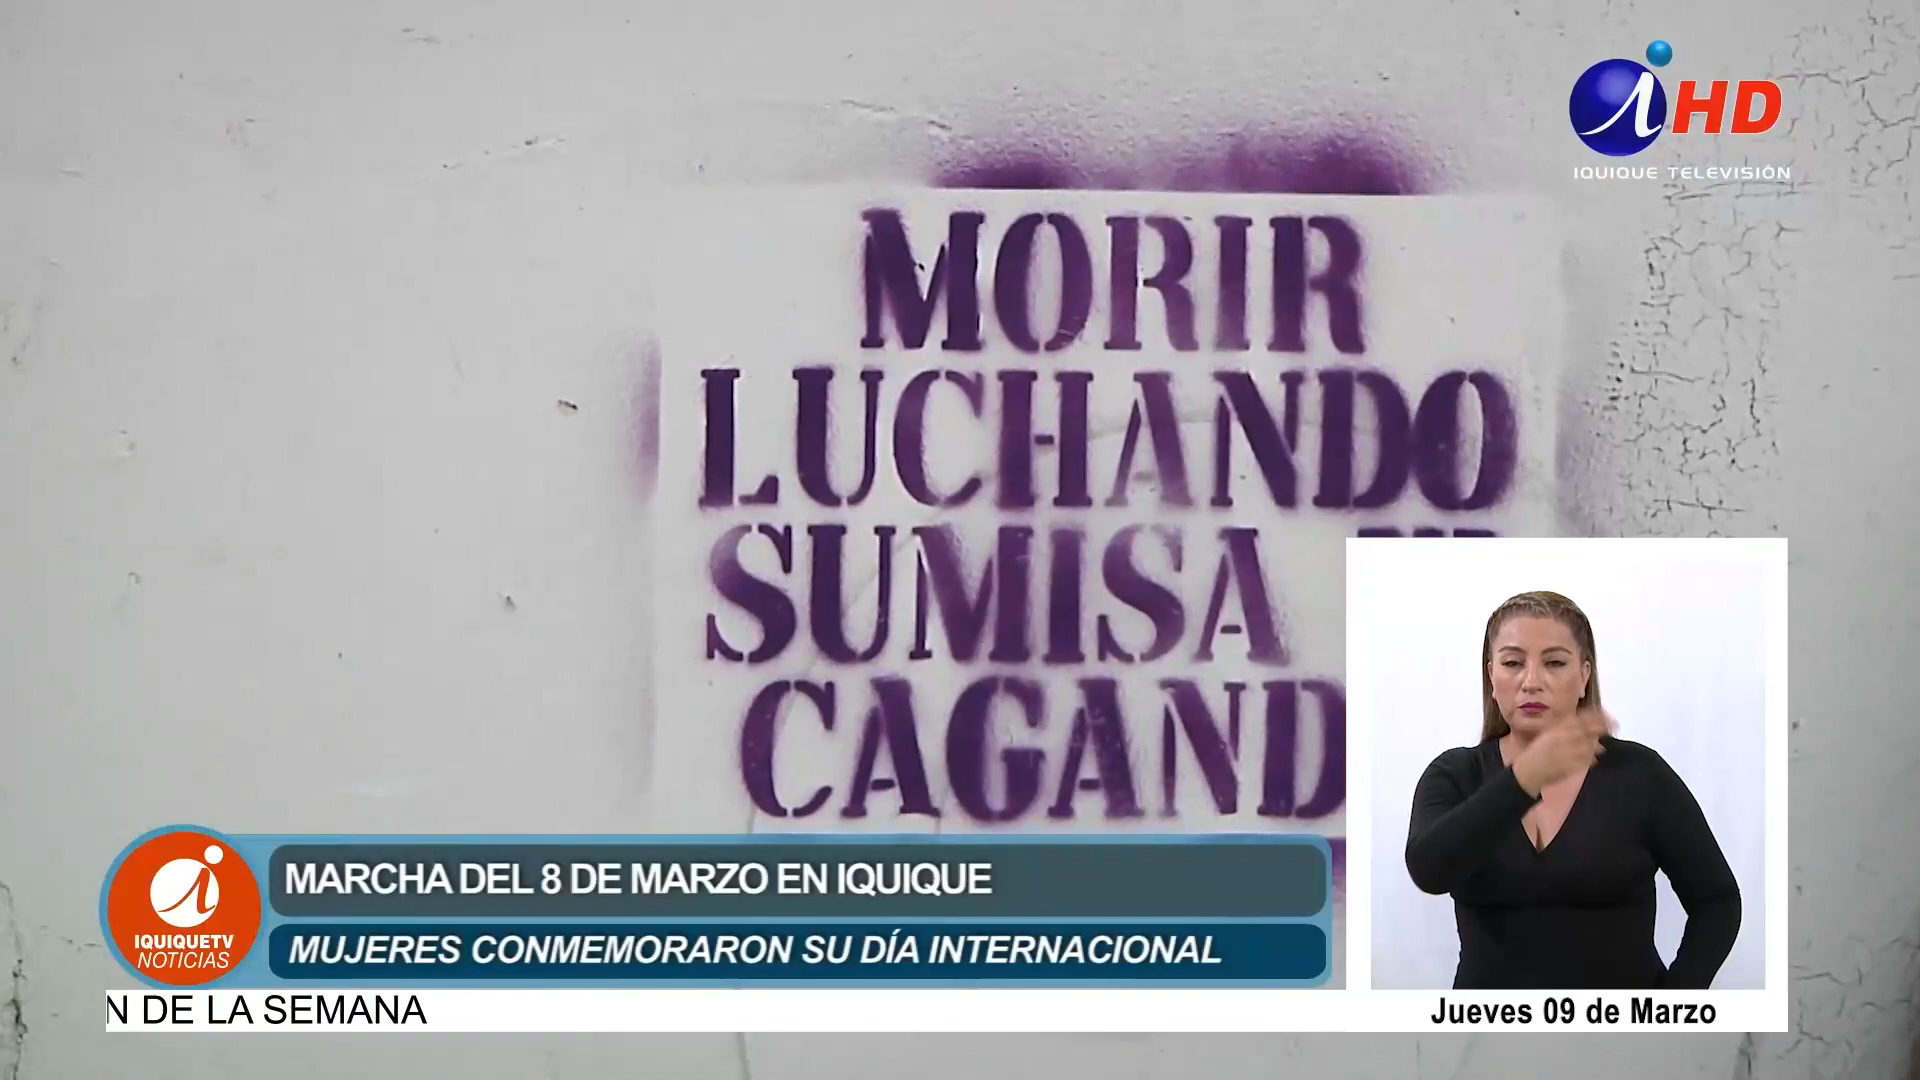 HD
IQUIQUE TELEVISIÓN
MORIR
LUCHANDO
SUMISA
CAGAND
MARCHA DEL 8 DE MARZO EN IQUIQUE
MUJERES CONMEMORARON SU DÍA INTERNACIONAL
IQUIQUETV
NOTICIAS
N DE LA SEMANA
Jueves 09 de Marzo